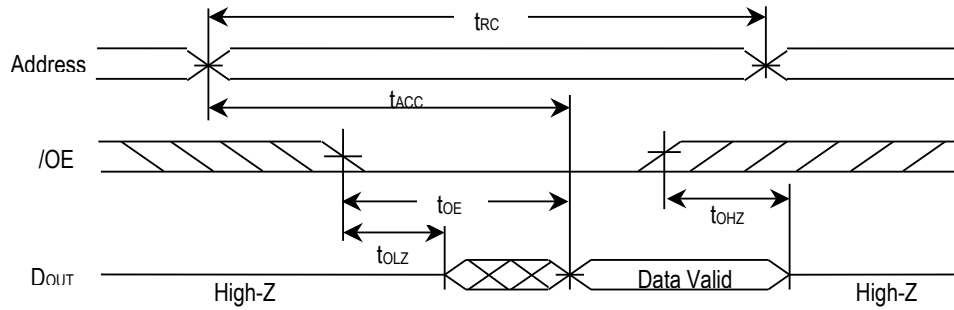 tRC
Address
tACC
/OE
tOE
tOHZ
tOLZ
DOUT
High-Z
Data Valid
High-Z